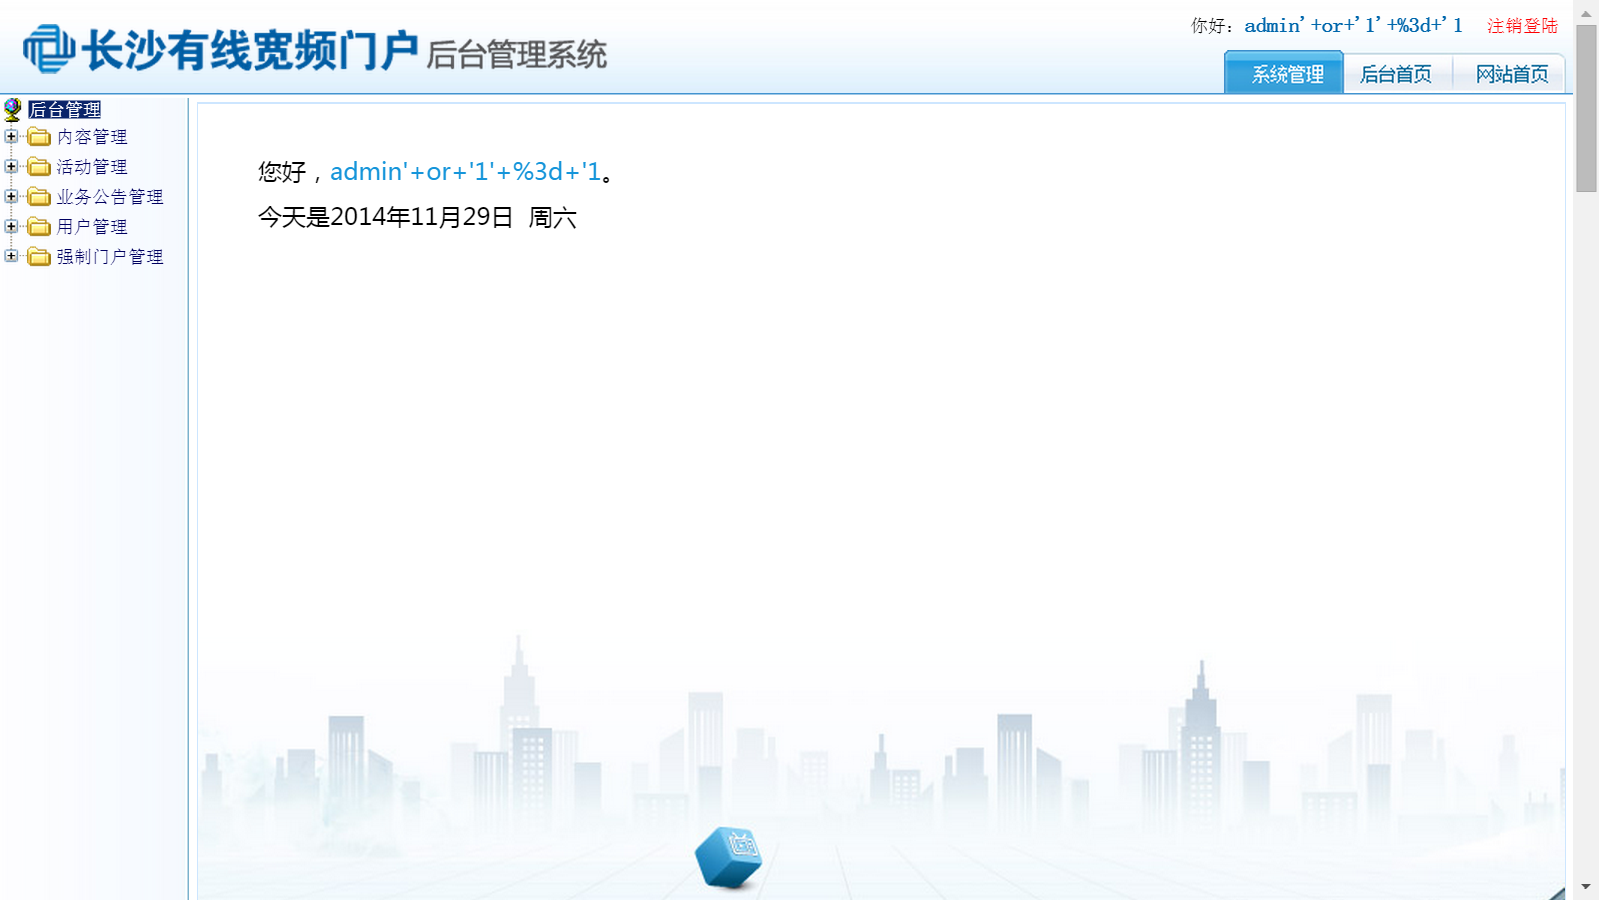 长沙有线宽频门户 后台管理系统
你好： admin'+or+'1'+%3d+'1 注销登陆
系统管理 后台首页 网站首页
后台管理
内容管理
活动管理
业务公告管理
用户管理
强制门户管理
您好，admin'+or+'1'+%3d+'1。
今天是2014年11月29日 周六